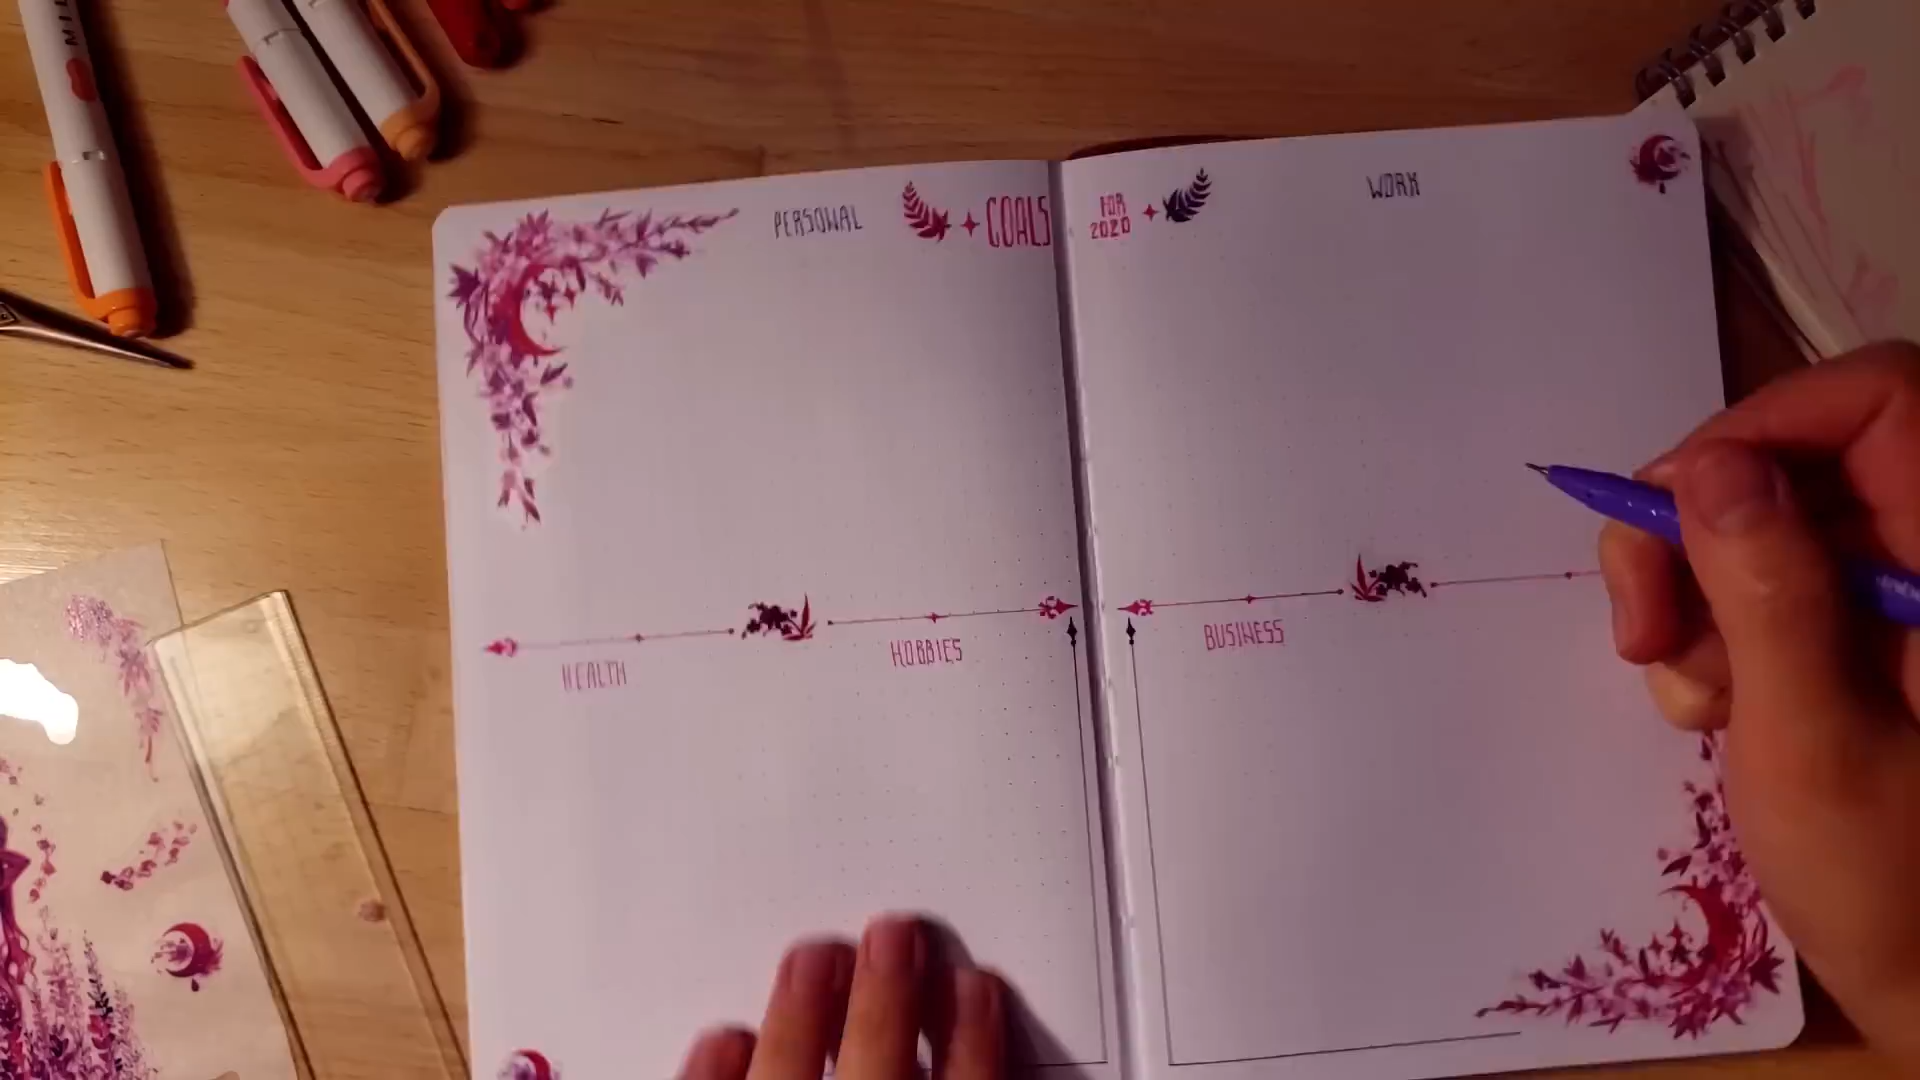 PERSONAL
GOALS
FOR
2020
WORK
HEALTH
HOBBIES
BUSINESS